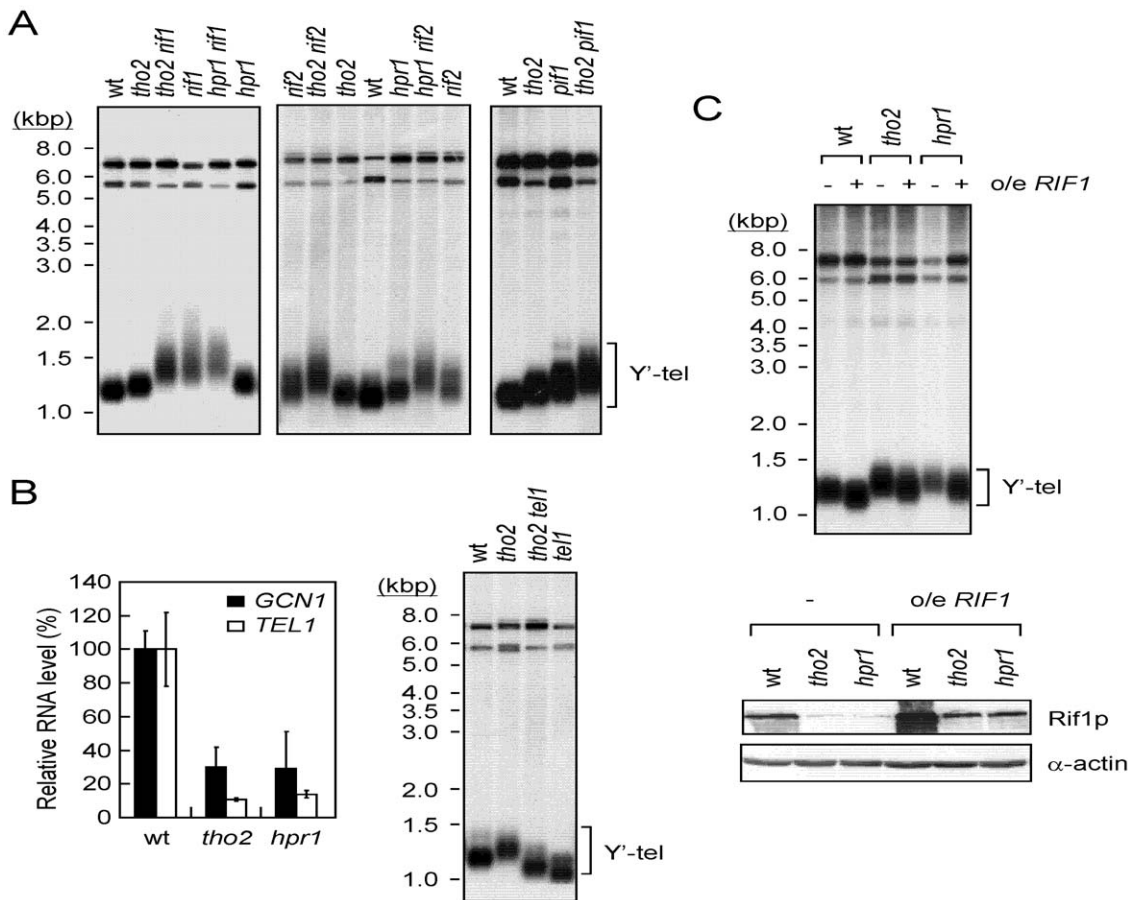 A
wt tho2 tho2 rif1 rif1 hpr1 rif1 hpr1
rif2 tho2 rif2 tho2 wt hpr1 hpr1 rif2 rif2
wt tho2 pif1 tho2 pif1
(kbp)
8.0
6.0
5.0
4.0
3.5
3.0
2.0
1.5
1.0
Y'-tel
B
Relative RNA level (%)
140
120
100
80
60
40
20
0
GCN1
TEL1
wt tho2 hpr1
wt tho2 tho2 tel1 tel1
(kbp)
8.0
6.0
5.0
4.0
3.5
3.0
2.0
1.5
1.0
Y'-tel
C
wt tho2 hpr1
- + - + - + o/e RIF1
(kbp)
8.0
6.0
5.0
4.0
3.5
3.0
2.0
1.5
1.0
Y'-tel
- o/e RIF1
wt tho2 hpr1 wt tho2 hpr1
Rif1p
α-actin